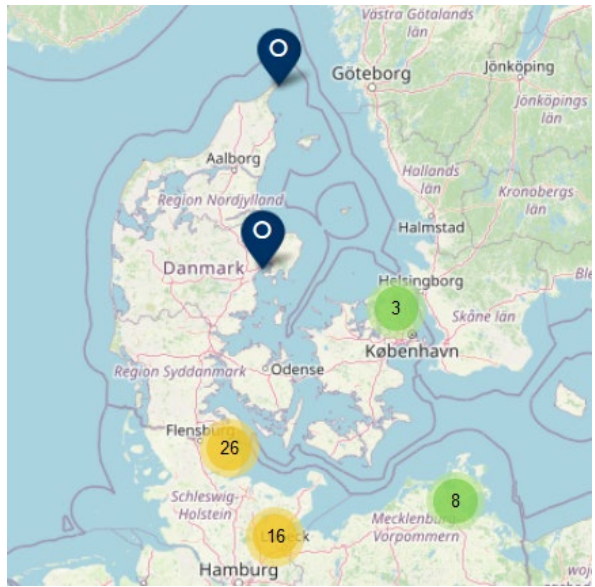 Västra Götalands
län
Göteborg
Jönköping
Jönköpings
län
Aalborg
Region Nordjylland
Hallands
län
Kronobergs
län
Halmstad
Danmark
Helsingborg
3
Skåne län
København
Region Syddanmark
Odense
Flensburg
26
Schleswig-
Holstein
8
Mecklenburg-
Vorpommern
16
Hamburg